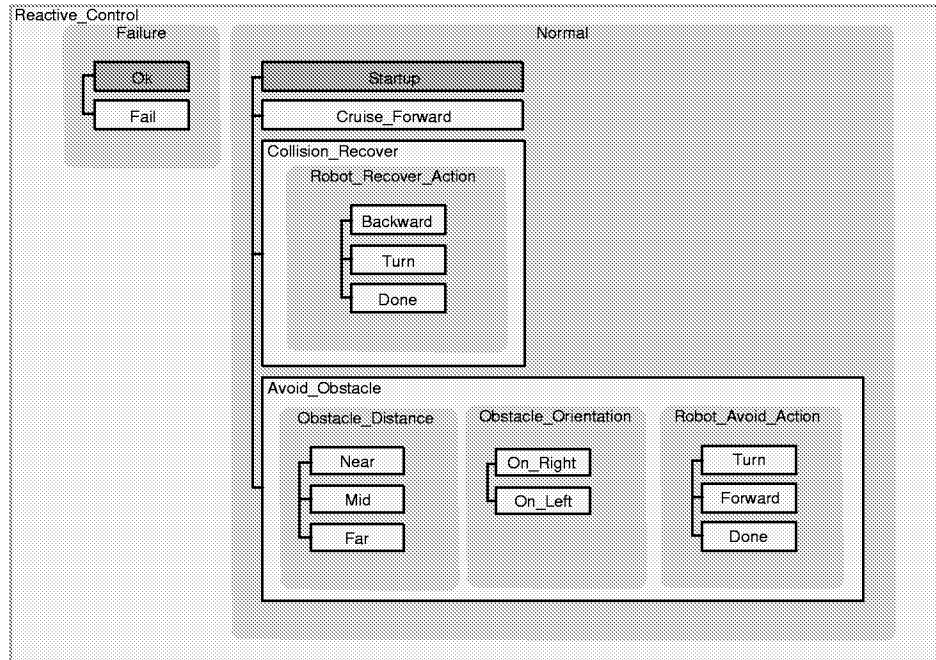 Reactive_Control
Failure
Ok
Fail
Normal
Startup
Cruise_Forward
Collision_Recover
Robot_Recover_Action
Backward
Turn
Done
Avoid_Obstacle
Obstacle_Distance
Near
Mid
Far
Obstacle_Orientation
On_Right
On_Left
Robot_Avoid_Action
Turn
Forward
Done